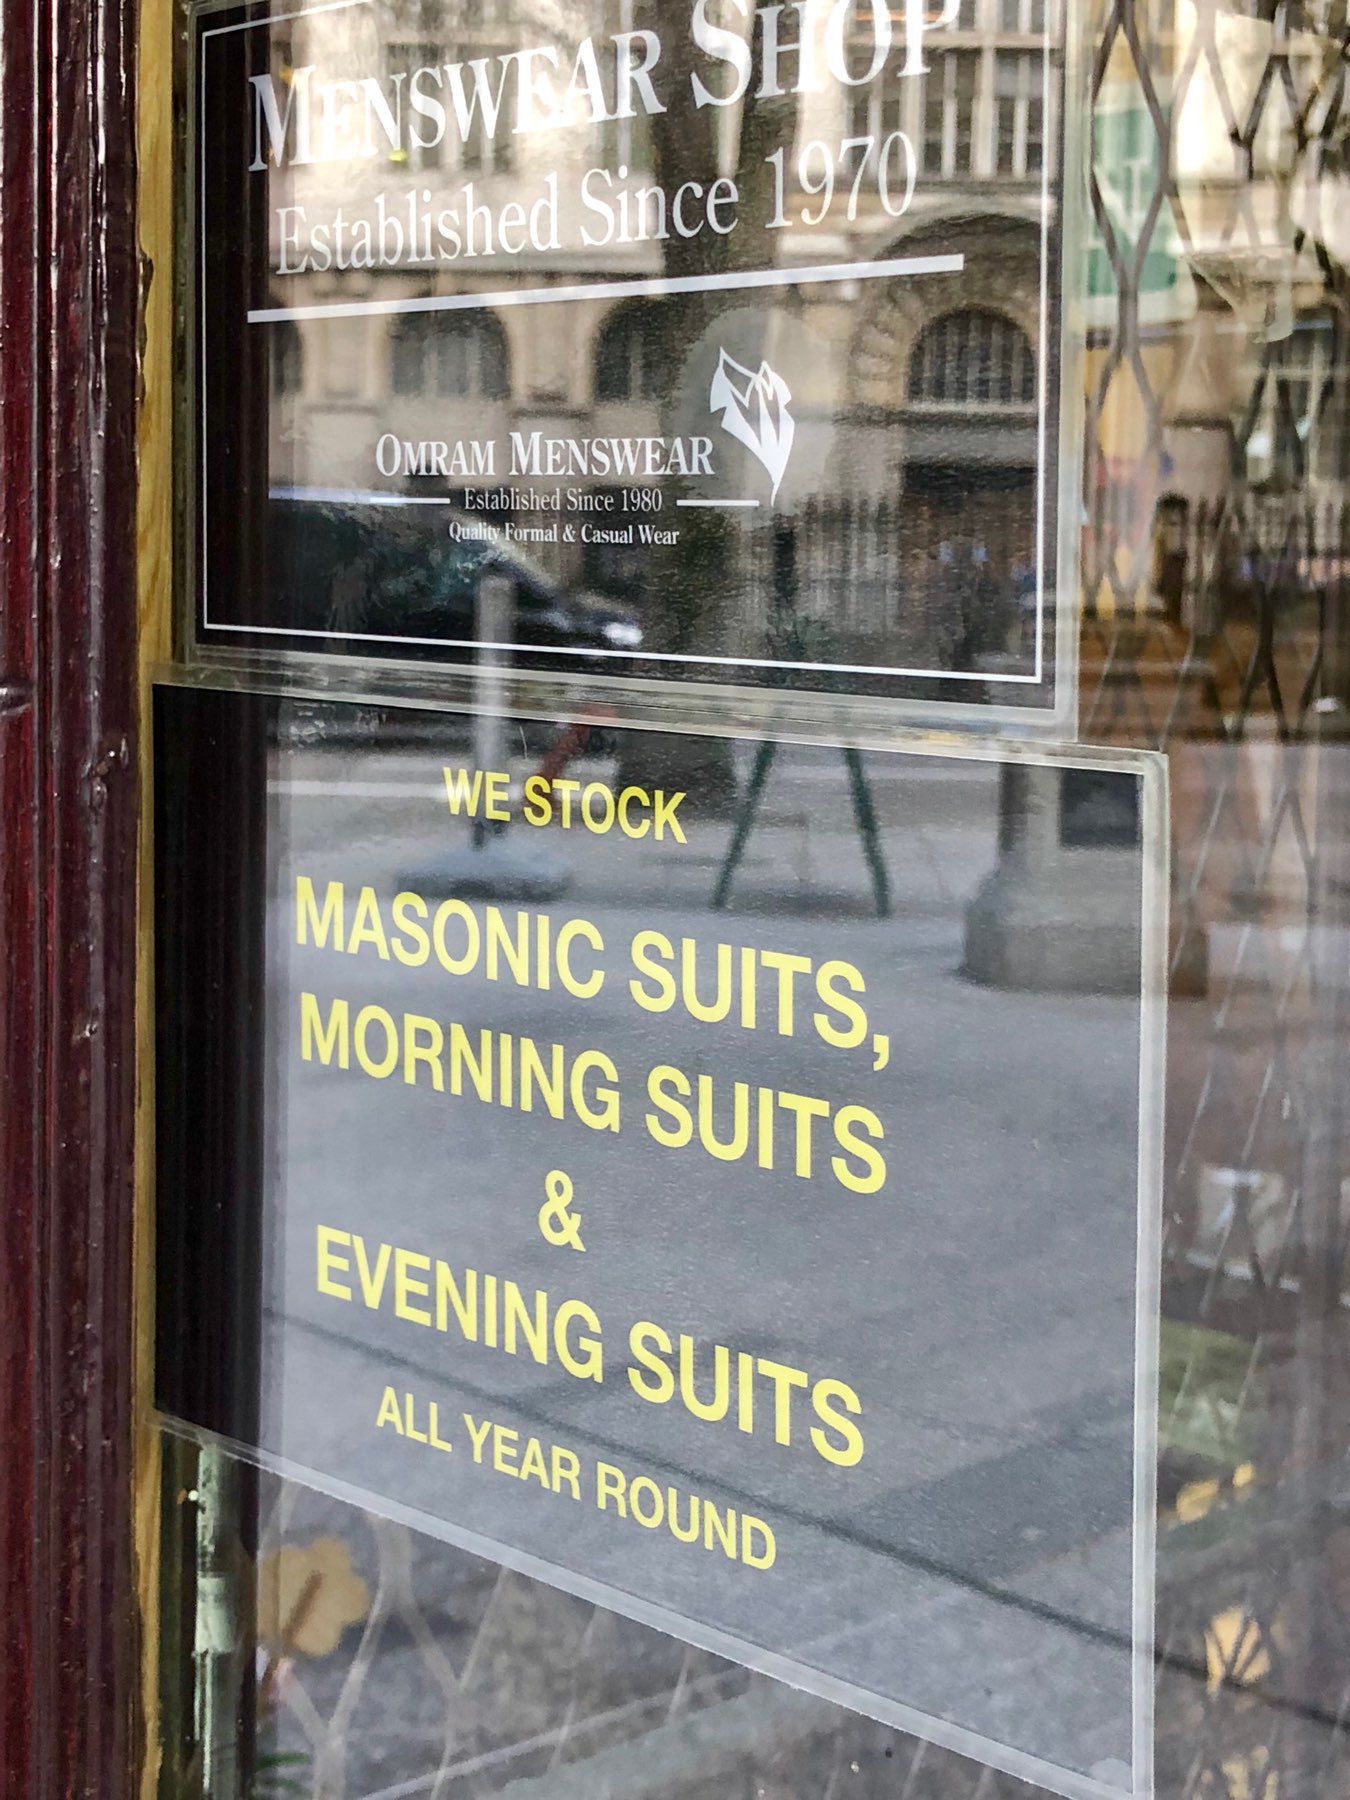 MENSWEAR SHOP
Established Since 1970
OMRAM MENSWEAR
Established Since 1980
Quality Formal & Casual Wear
WE STOCK
MASONIC SUITS,
MORNING SUITS
&
EVENING SUITS
ALL YEAR ROUND